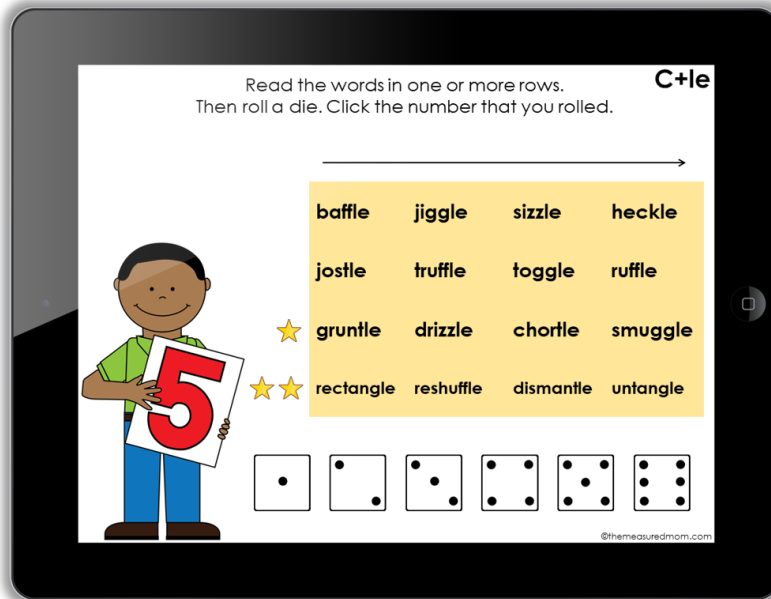 C+le
Read the words in one or more rows.
Then roll a die. Click the number that you rolled.
baffle jiggle sizzle heckle
jostle truffle toggle ruffle
gruntle drizzle chortle smuggle
rectangle reshuffle dismantle untangle
5
©themeasuredmom.com